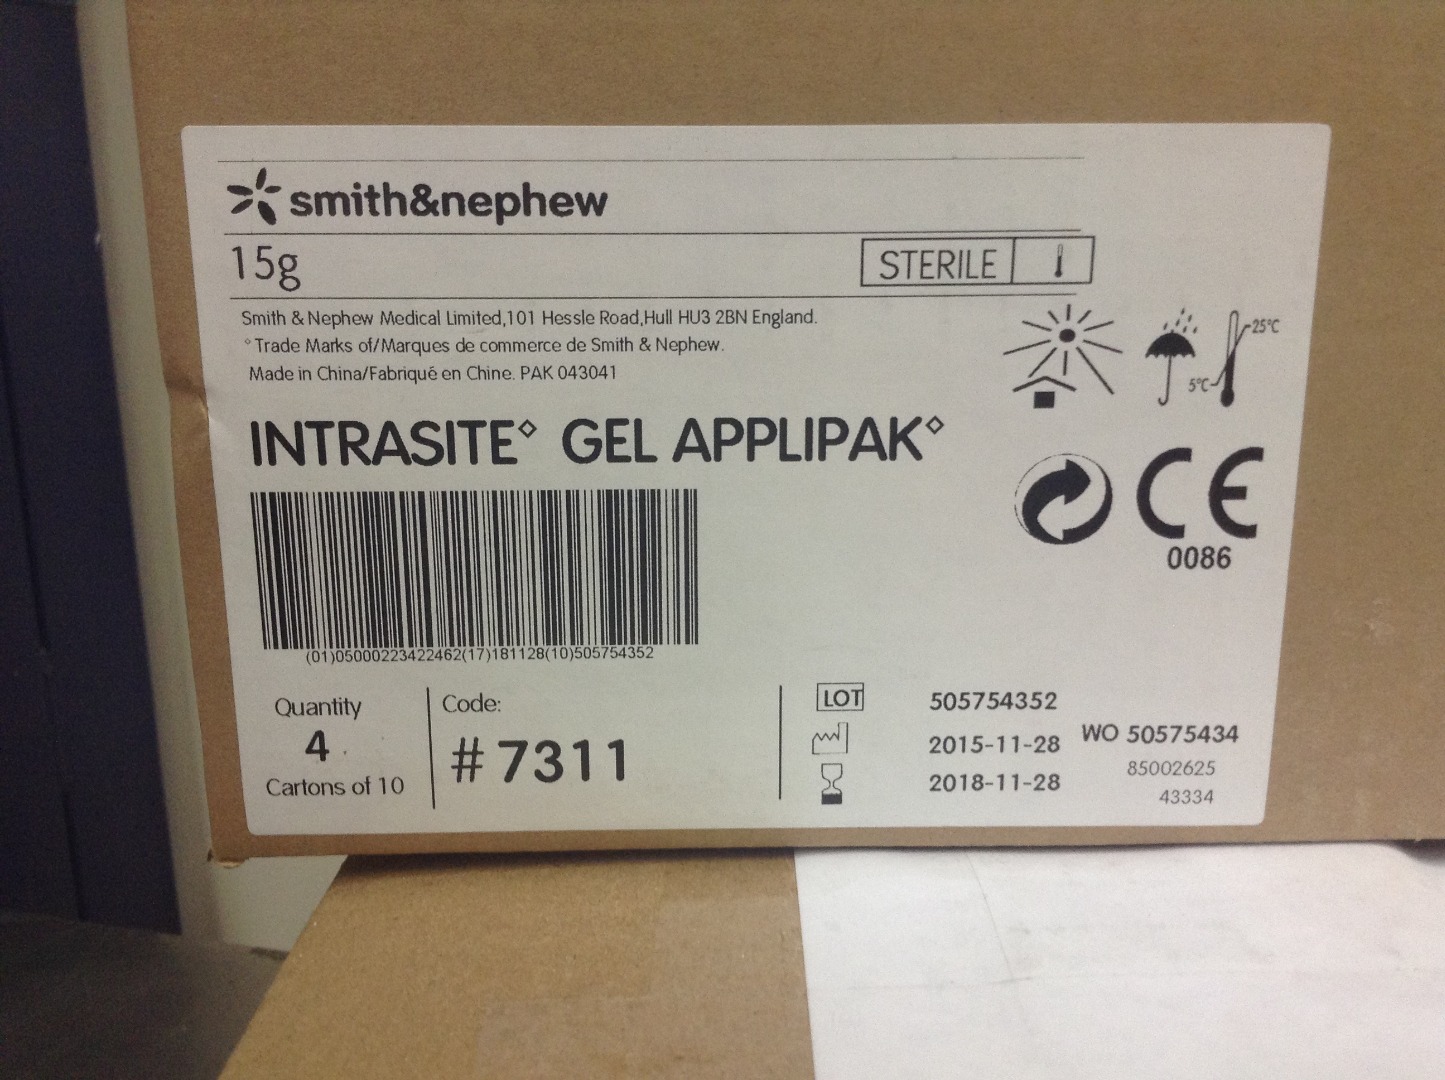 smith&nephew
15g
STERILE
Smith & Nephew Medical Limited,101 Hessle Road,Hull HU3 2BN England.
◊Trade Marks of/Marques de commerce de Smith & Nephew.
Made in China/Fabriqué en Chine. PAK 043041
25°C
5°C
INTRASITE◊ GEL APPLIPAK◊
CE
0086
(01)05000223422462(17)181128(10)505754352
Quantity
4
Cartons of 10
Code:
#7311
LOT 505754352
2015-11-28
2018-11-28
WO 50575434
85002625
43334